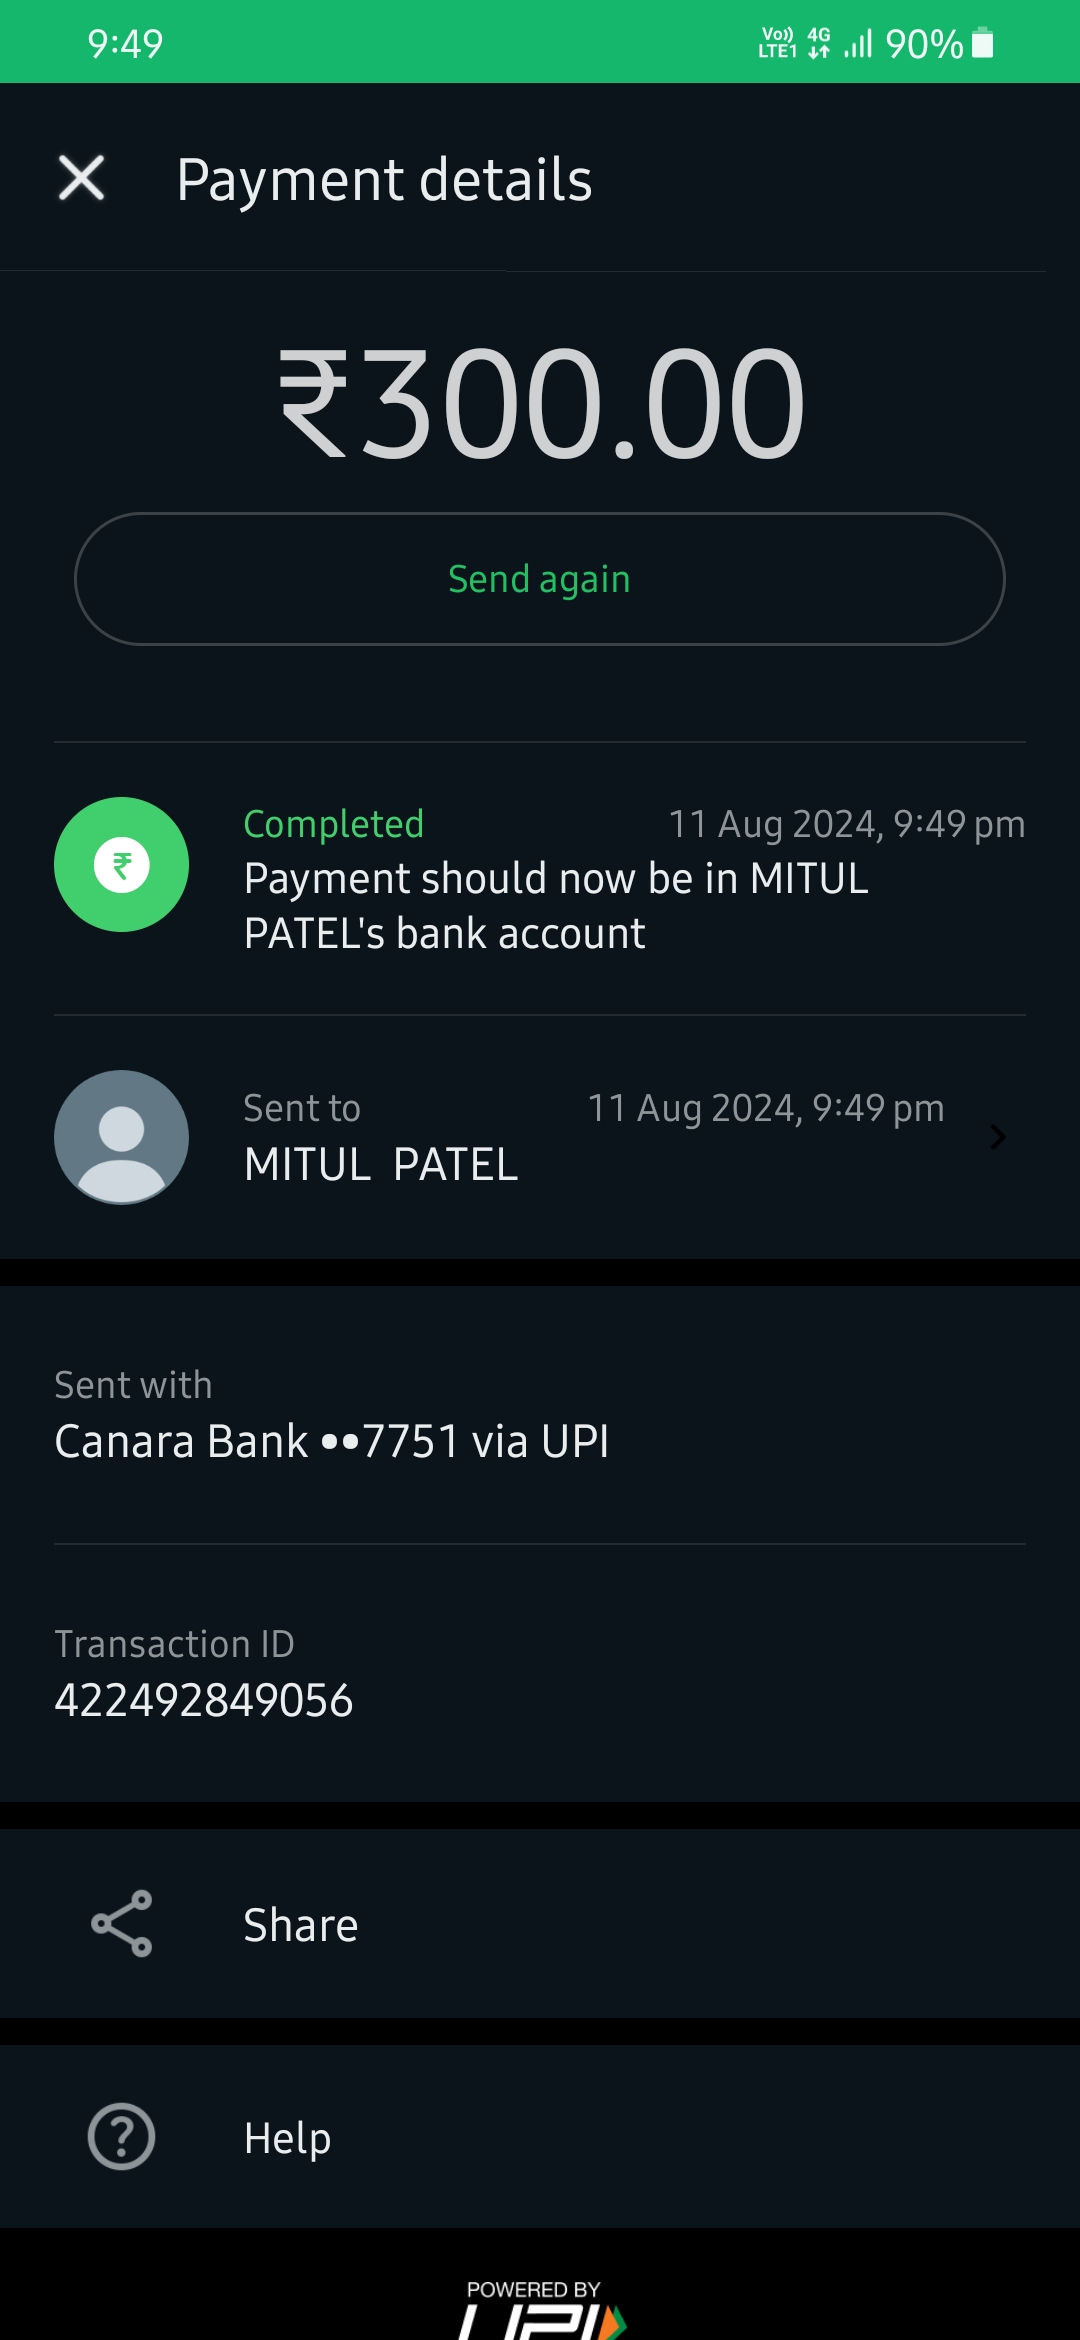 9:49
Vo)) 4G 90%
LTE1
Payment details
₹300.00
Send again
Completed 11 Aug 2024, 9:49 pm
Payment should now be in MITUL
PATEL's bank account
Sent to 11 Aug 2024, 9:49 pm
MITUL PATEL
Sent with
Canara Bank ••7751 via UPI
Transaction ID
422492849056
Share
Help
POWERED BY
UPI